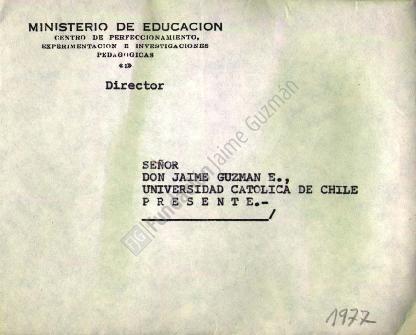 MINISTERIO DE EDUCACION
CENTRO DE PERFECCIONAMIENTO,
EXPERIMENTACION E INVESTIGACIONES
PEDAGOGICAS
Director
SEÑOR
DON JAIME GUZMAN E.,
UNIVERSIDAD CATOLICA DE CHILE
P R E S E N T E.-
/
Fundación Jaime Guzmán
1977